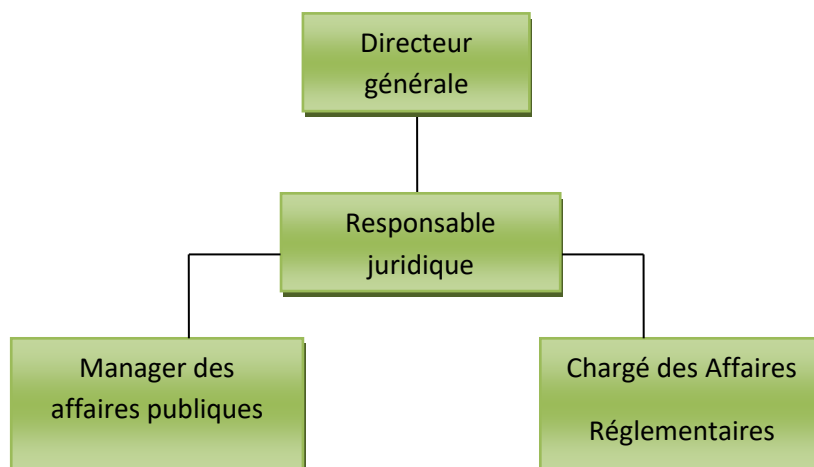 Directeur
générale
Responsable
juridique
Manager des
affaires publiques
Chargé des Affaires
Réglementaires